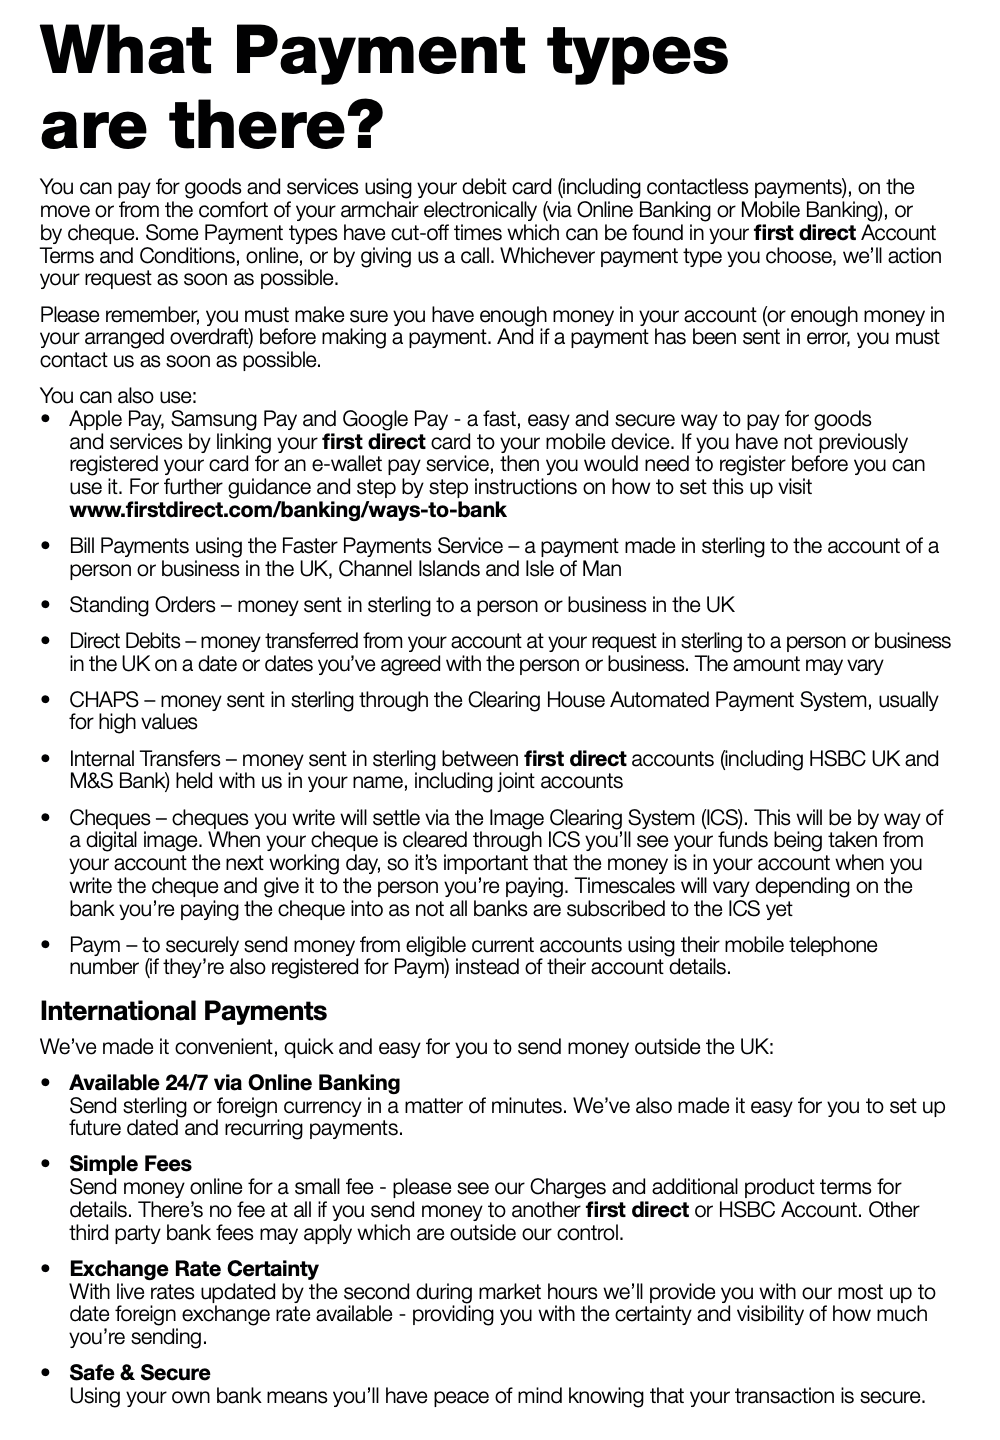 What Payment types
are there?
You can pay for goods and services using your debit card (including contactless payments), on the
move or from the comfort of your armchair electronically (via Online Banking or Mobile Banking), or
by cheque. Some Payment types have cut-off times which can be found in your first direct Account
Terms and Conditions, online, or by giving us a call. Whichever payment type you choose, we’ll action
your request as soon as possible.
Please remember, you must make sure you have enough money in your account (or enough money in
your arranged overdraft) before making a payment. And if a payment has been sent in error, you must
contact us as soon as possible.
You can also use:
• Apple Pay, Samsung Pay and Google Pay - a fast, easy and secure way to pay for goods
and services by linking your first direct card to your mobile device. If you have not previously
registered your card for an e-wallet pay service, then you would need to register before you can
use it. For further guidance and step by step instructions on how to set this up visit
www.firstdirect.com/banking/ways-to-bank
• Bill Payments using the Faster Payments Service – a payment made in sterling to the account of a
person or business in the UK, Channel Islands and Isle of Man
• Standing Orders – money sent in sterling to a person or business in the UK
• Direct Debits – money transferred from your account at your request in sterling to a person or business
in the UK on a date or dates you’ve agreed with the person or business. The amount may vary
• CHAPS – money sent in sterling through the Clearing House Automated Payment System, usually
for high values
• Internal Transfers – money sent in sterling between first direct accounts (including HSBC UK and
M&S Bank) held with us in your name, including joint accounts
• Cheques – cheques you write will settle via the Image Clearing System (ICS). This will be by way of
a digital image. When your cheque is cleared through ICS you’ll see your funds being taken from
your account the next working day, so it’s important that the money is in your account when you
write the cheque and give it to the person you’re paying. Timescales will vary depending on the
bank you’re paying the cheque into as not all banks are subscribed to the ICS yet
• Paym – to securely send money from eligible current accounts using their mobile telephone
number (if they’re also registered for Paym) instead of their account details.
International Payments
We’ve made it convenient, quick and easy for you to send money outside the UK:
• Available 24/7 via Online Banking
Send sterling or foreign currency in a matter of minutes. We’ve also made it easy for you to set up
future dated and recurring payments.
• Simple Fees
Send money online for a small fee - please see our Charges and additional product terms for
details. There’s no fee at all if you send money to another first direct or HSBC Account. Other
third party bank fees may apply which are outside our control.
• Exchange Rate Certainty
With live rates updated by the second during market hours we’ll provide you with our most up to
date foreign exchange rate available - providing you with the certainty and visibility of how much
you’re sending.
• Safe & Secure
Using your own bank means you’ll have peace of mind knowing that your transaction is secure.